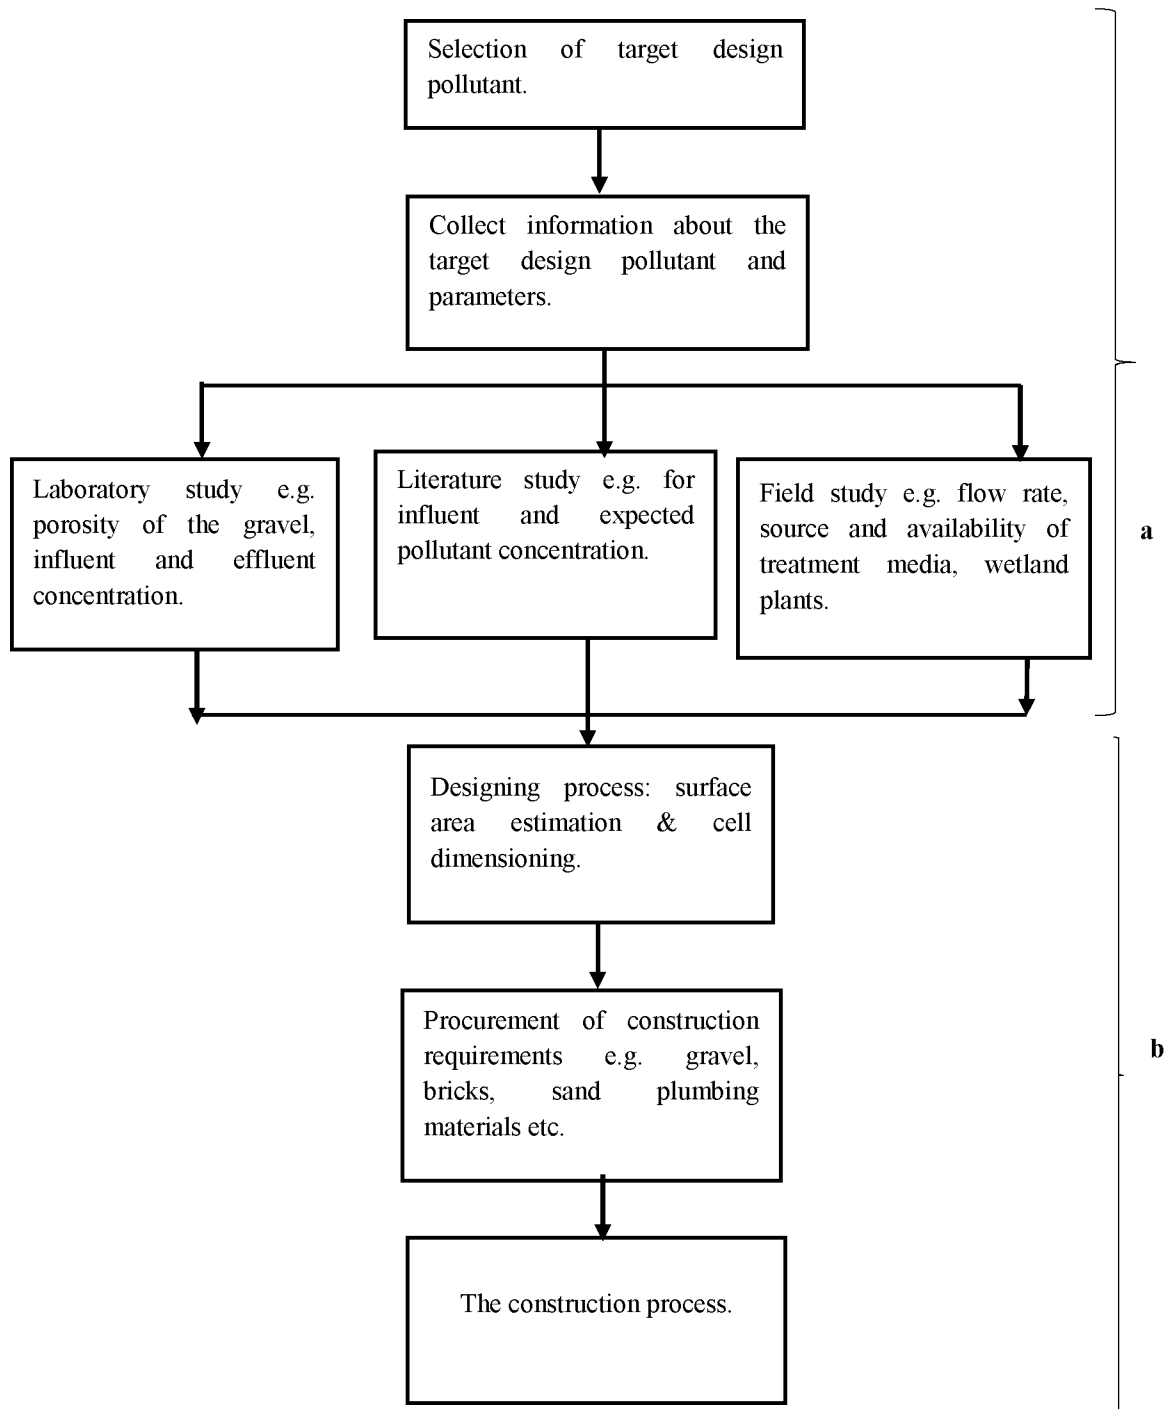 Selection of target design
pollutant.
Collect information about the
target design pollutant and
parameters.
Laboratory study e.g.
porosity of the gravel,
influent and effluent
concentration.
Literature study e.g. for
influent and expected
pollutant concentration.
Field study e.g. flow rate,
source and availability of
treatment media, wetland
plants.
a
Designing process: surface
area estimation & cell
dimensioning.
Procurement of construction
requirements e.g. gravel,
bricks, sand plumbing
materials etc.
b
The construction process.